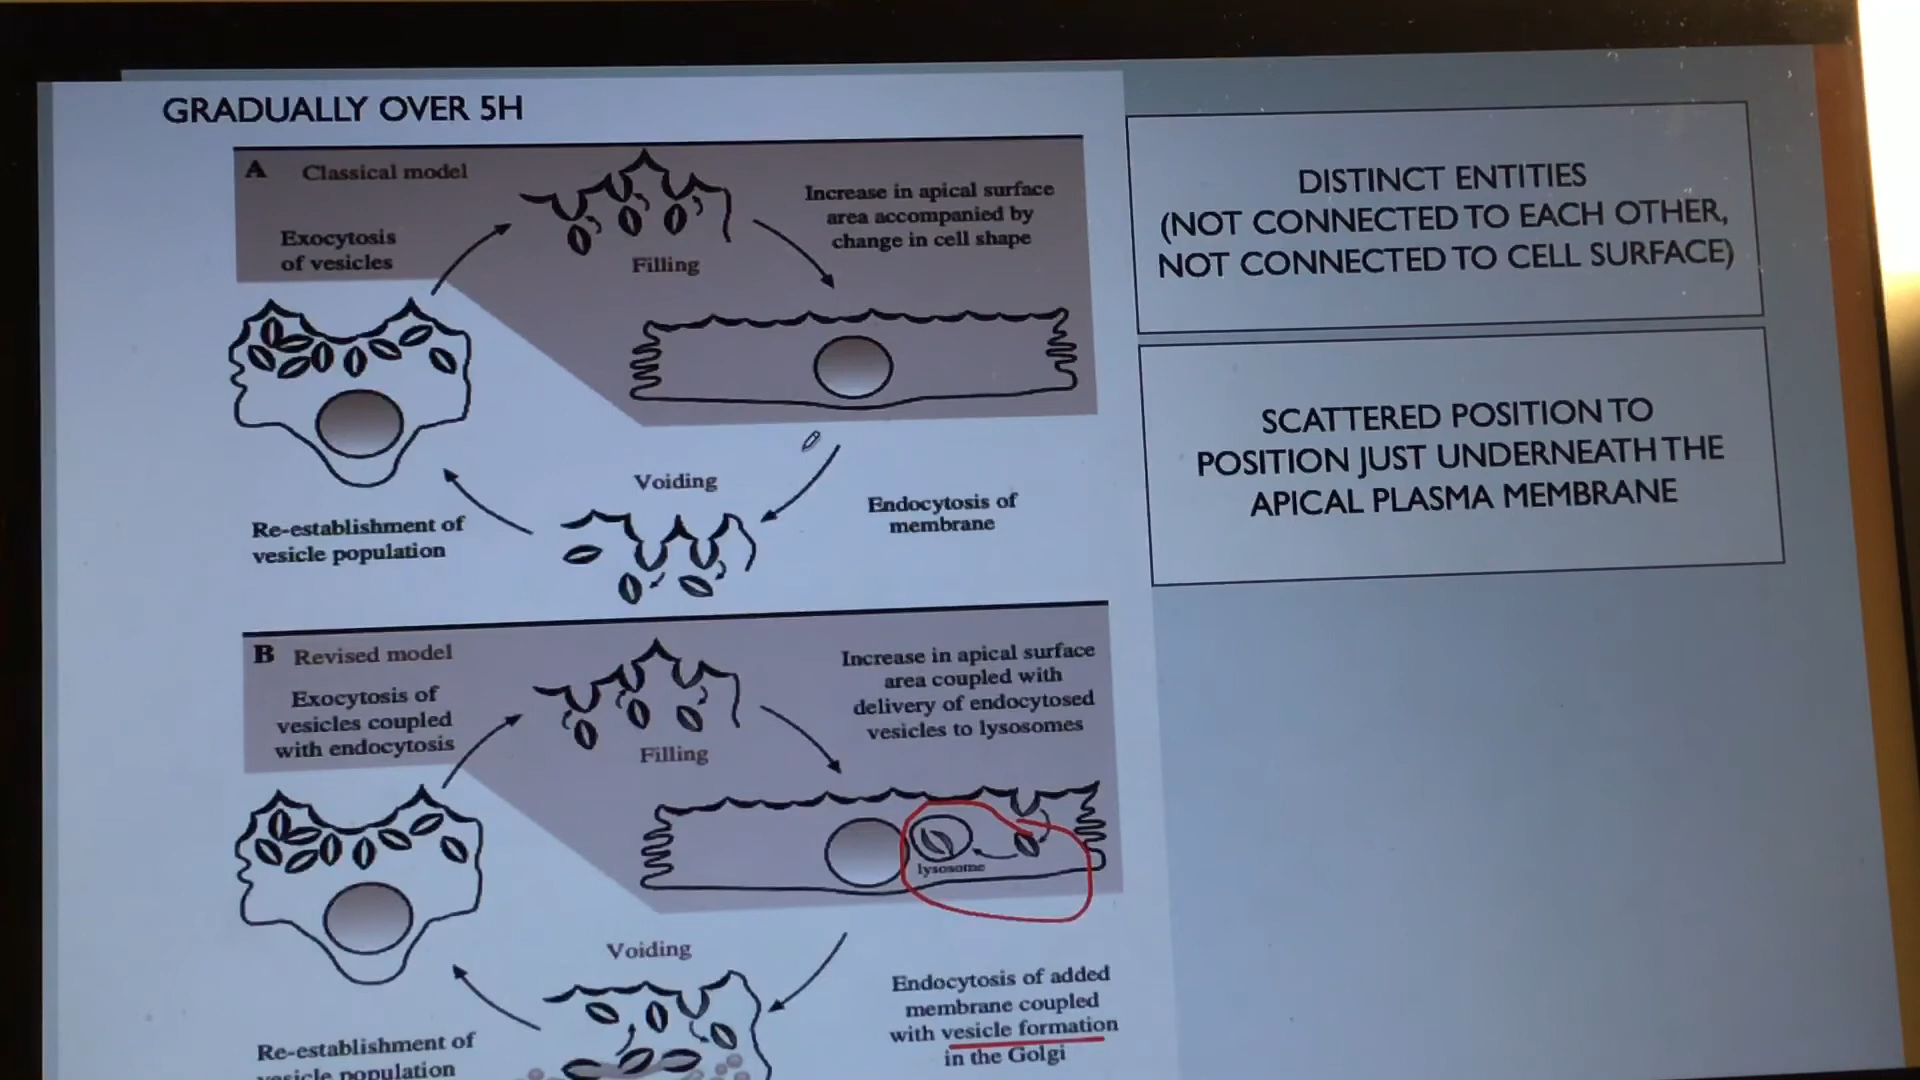 GRADUALLY OVER 5H
A Classical model
Exocytosis
of vesicles
Filling
Increase in apical surface
area accompanied by
change in cell shape
Voiding
Re-establishment of
vesicle population
Endocytosis of
membrane
B Revised model
Exocytosis of
vesicles coupled
with endocytosis
Filling
Increase in apical surface
area coupled with
delivery of endocytosed
vesicles to lysosomes
lysosome
Voiding
Endocytosis of added
membrane coupled
with vesicle formation
in the Golgi
Re-establishment of
vesicle population
DISTINCT ENTITIES
(NOT CONNECTED TO EACH OTHER,
NOT CONNECTED TO CELL SURFACE)
SCATTERED POSITION TO
POSITION JUST UNDERNEATH THE
APICAL PLASMA MEMBRANE